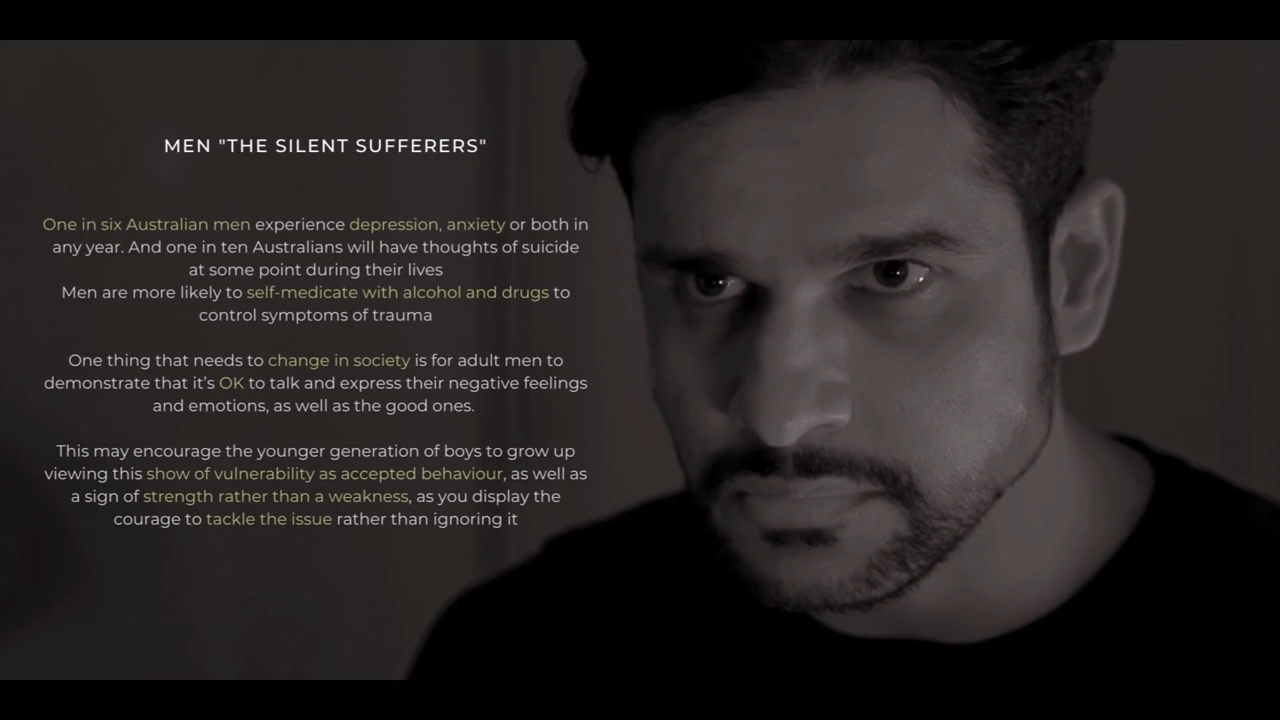 MEN "THE SILENT SUFFERERS"
One in six Australian men experience depression, anxiety or both in
any year. And one in ten Australians will have thoughts of suicide
at some point during their lives
Men are more likely to self-medicate with alcohol and drugs to
control symptoms of trauma
One thing that needs to change in society is for adult men to
demonstrate that it's OK to talk and express their negative feelings
and emotions, as well as the good ones.
This may encourage the younger generation of boys to grow up
viewing this show of vulnerability as accepted behaviour, as well as
a sign of strength rather than a weakness, as you display the
courage to tackle the issue rather than ignoring it